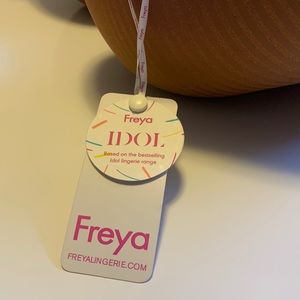 Freya
IDOL
Based on the bestselling
Idol lingerie range
Freya
FREYALINGERIE.COM